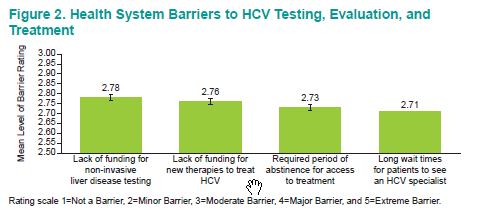 Figure 2. Health System Barriers to HCV Testing, Evaluation, and
Treatment
Mean Level of Barrier Rating
3.00
2.95
2.90
2.85
2.80
2.75
2.70
2.65
2.60
2.55
2.50
2.78
2.76
2.73
2.71
Lack of funding for
non-invasive
liver disease testing
Lack of funding for
new therapies to treat
HCV
Required period of
abstinence for access
to treatment
Long wait times
for patients to see
an HCV specialist
Rating scale 1=Not a Barrier, 2=Minor Barrier, 3=Moderate Barrier, 4=Major Barrier, and 5=Extreme Barrier.